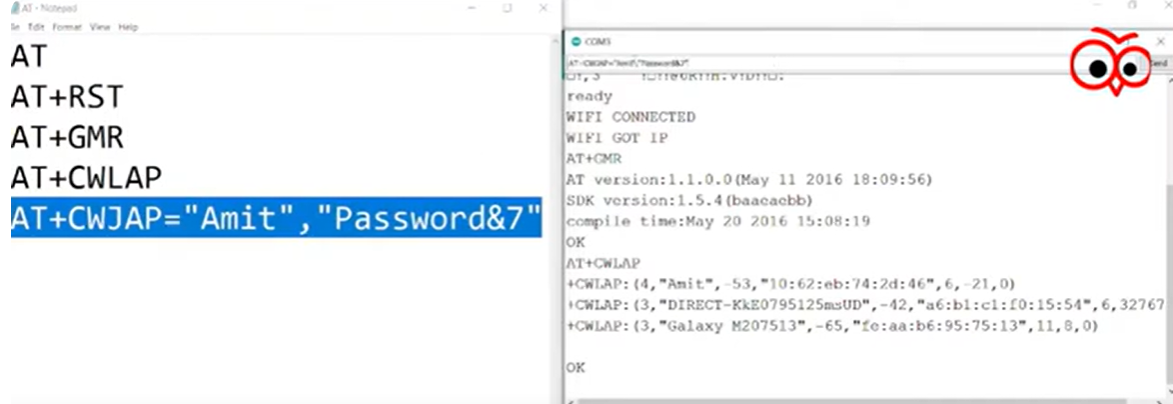 AT - Notepad
File Edit Format View Help
AT
AT+RST
AT+GMR
AT+CWLAP
AT+CWJAP="Amit","Password&7"
COM3
AT+CWJAP="Amit","Password&7"
Send
ready
WIFI CONNECTED
WIFI GOT IP
AT+GMR
AT version:1.1.0.0(May 11 2016 18:09:56)
SDK version:1.5.4(baaeaebb)
compile time:May 20 2016 15:08:19
OK
AT+CWLAP
+CWLAP:(4,"Amit",-53,"10:62:eb:74:2d:46",6,-21,0)
+CWLAP:(3,"DIRECT-KkE0795125msUD",-42,"a6:b1:c1:f0:15:54",6,32767
+CWLAP:(3,"Galaxy M207513",-65,"fe:aa:b6:95:75:13",11,8,0)
OK